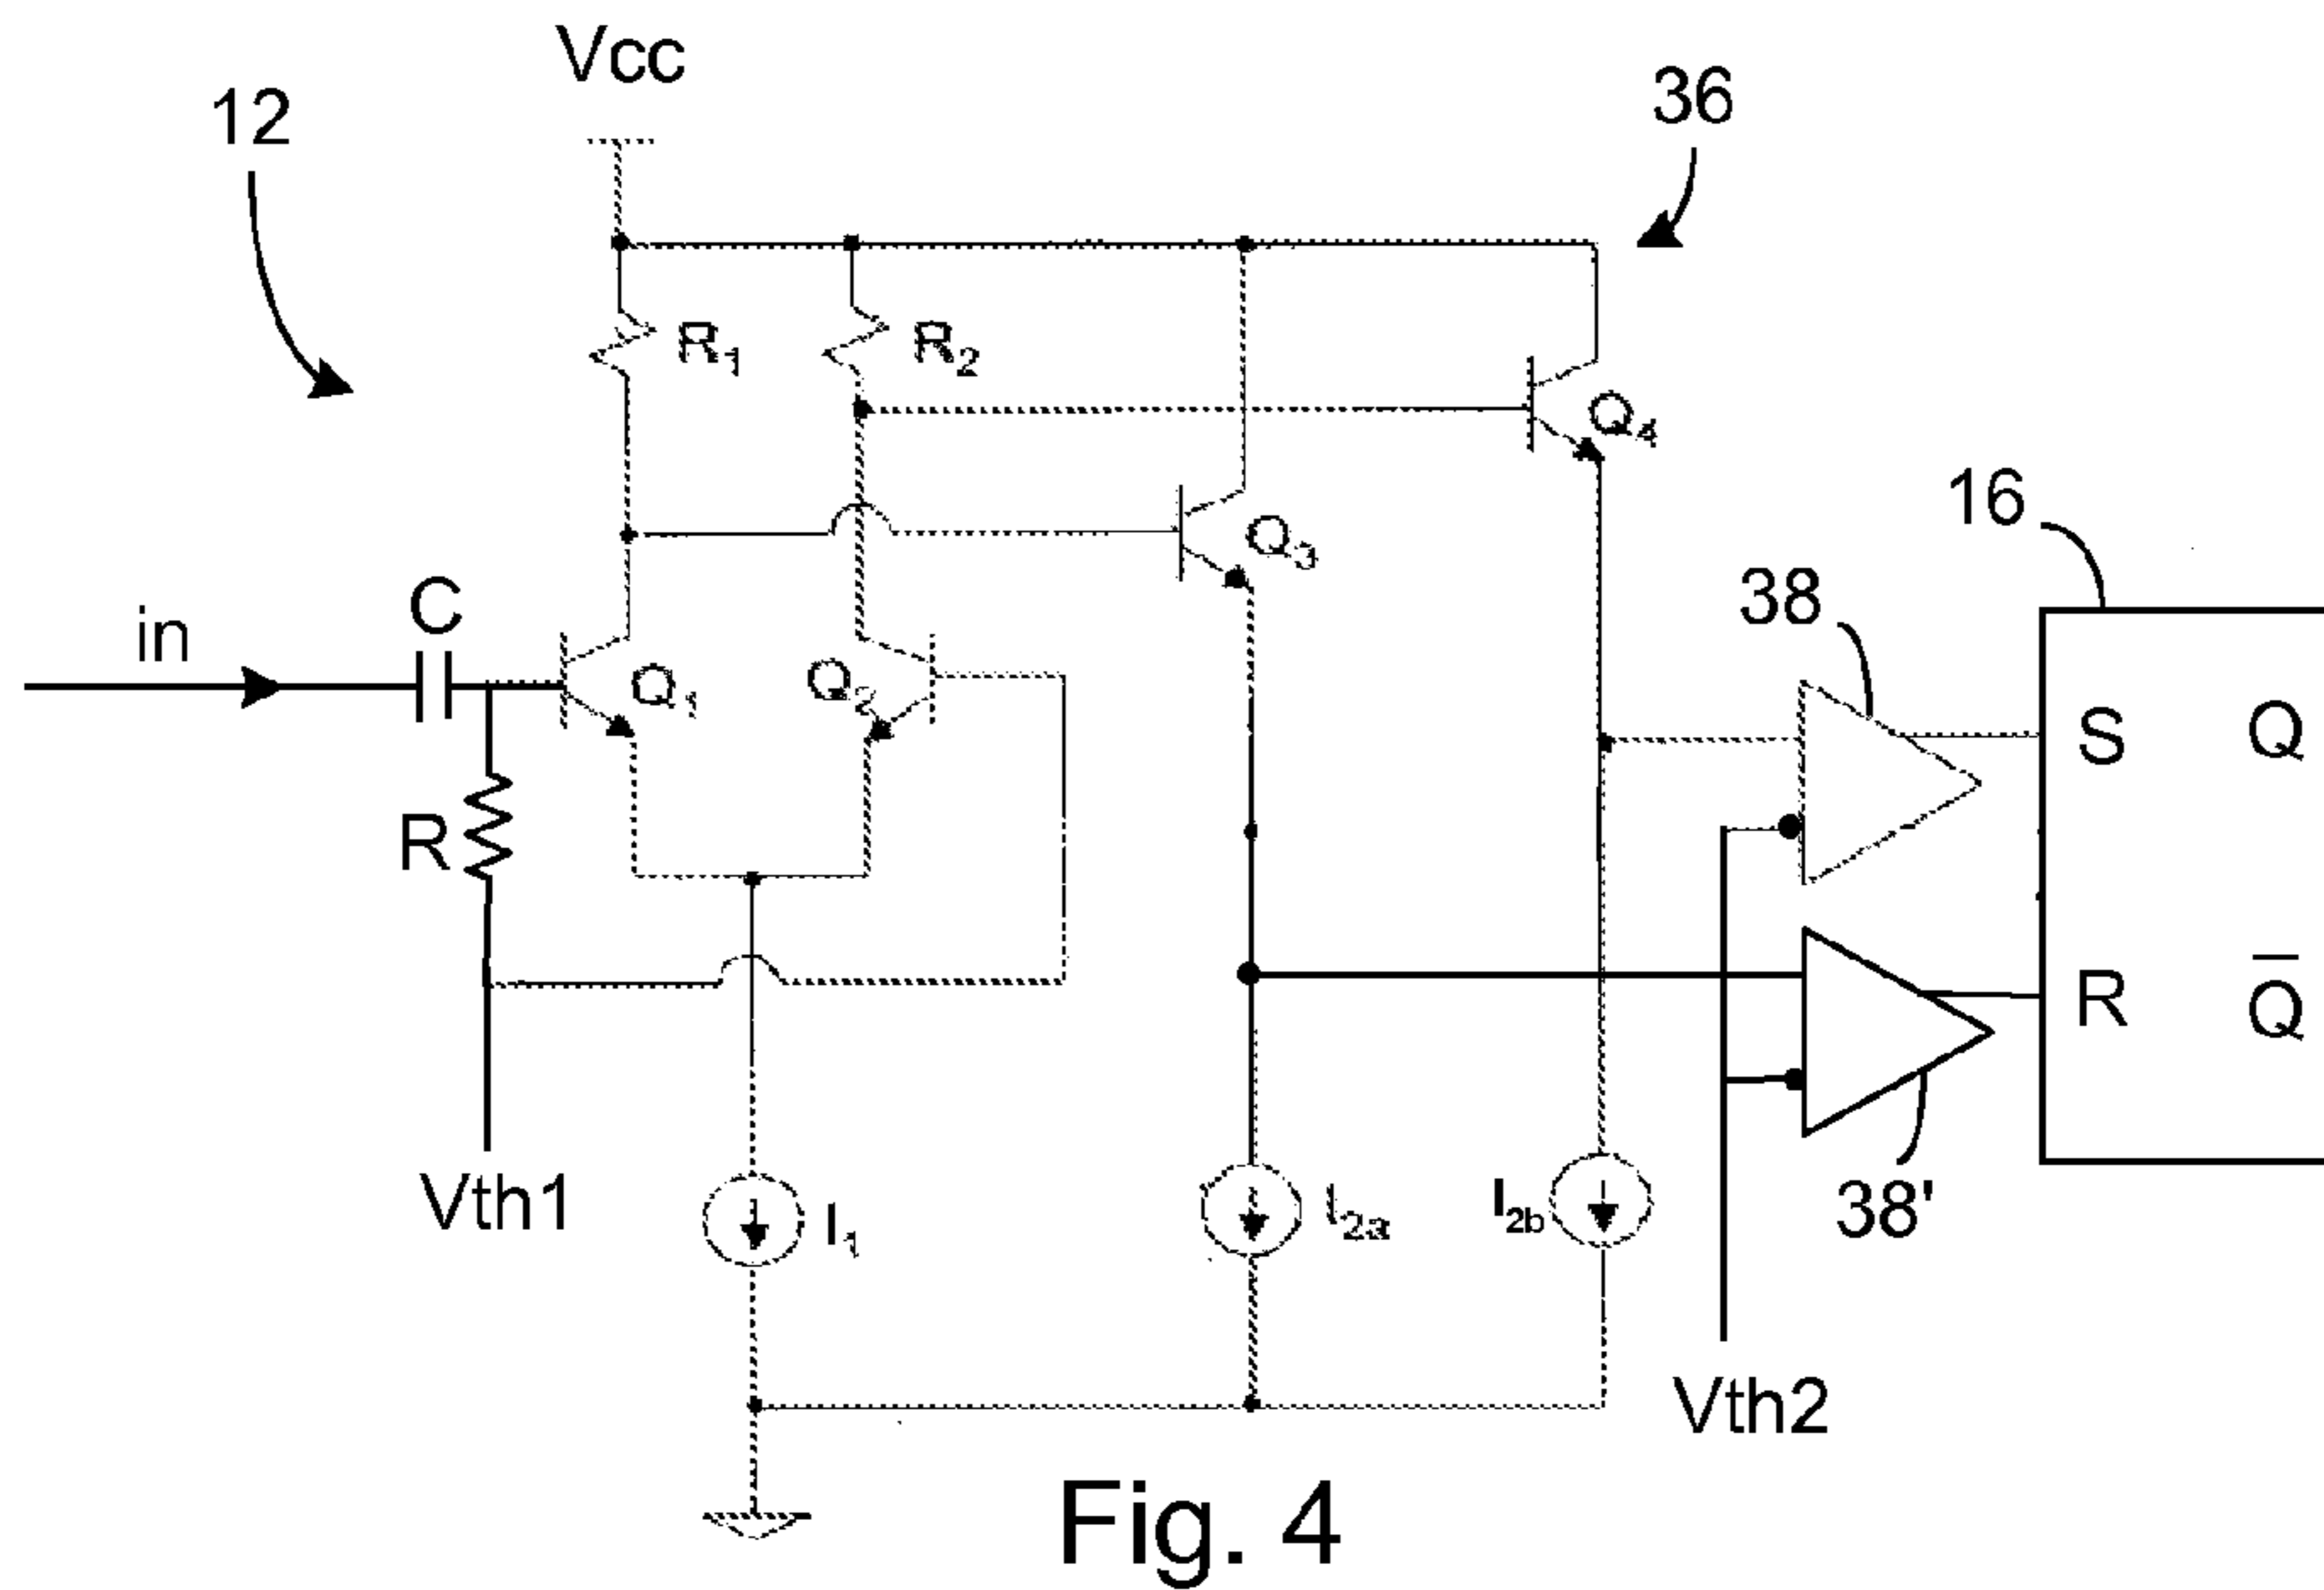 Vcc
12
36
R1
R2
Q4
16
Q3
38
in
C
Q1
Q2
S
Q
R
R
Q̅
Vth1
I1
I2a
I2b
38'
Vth2
Fig. 4